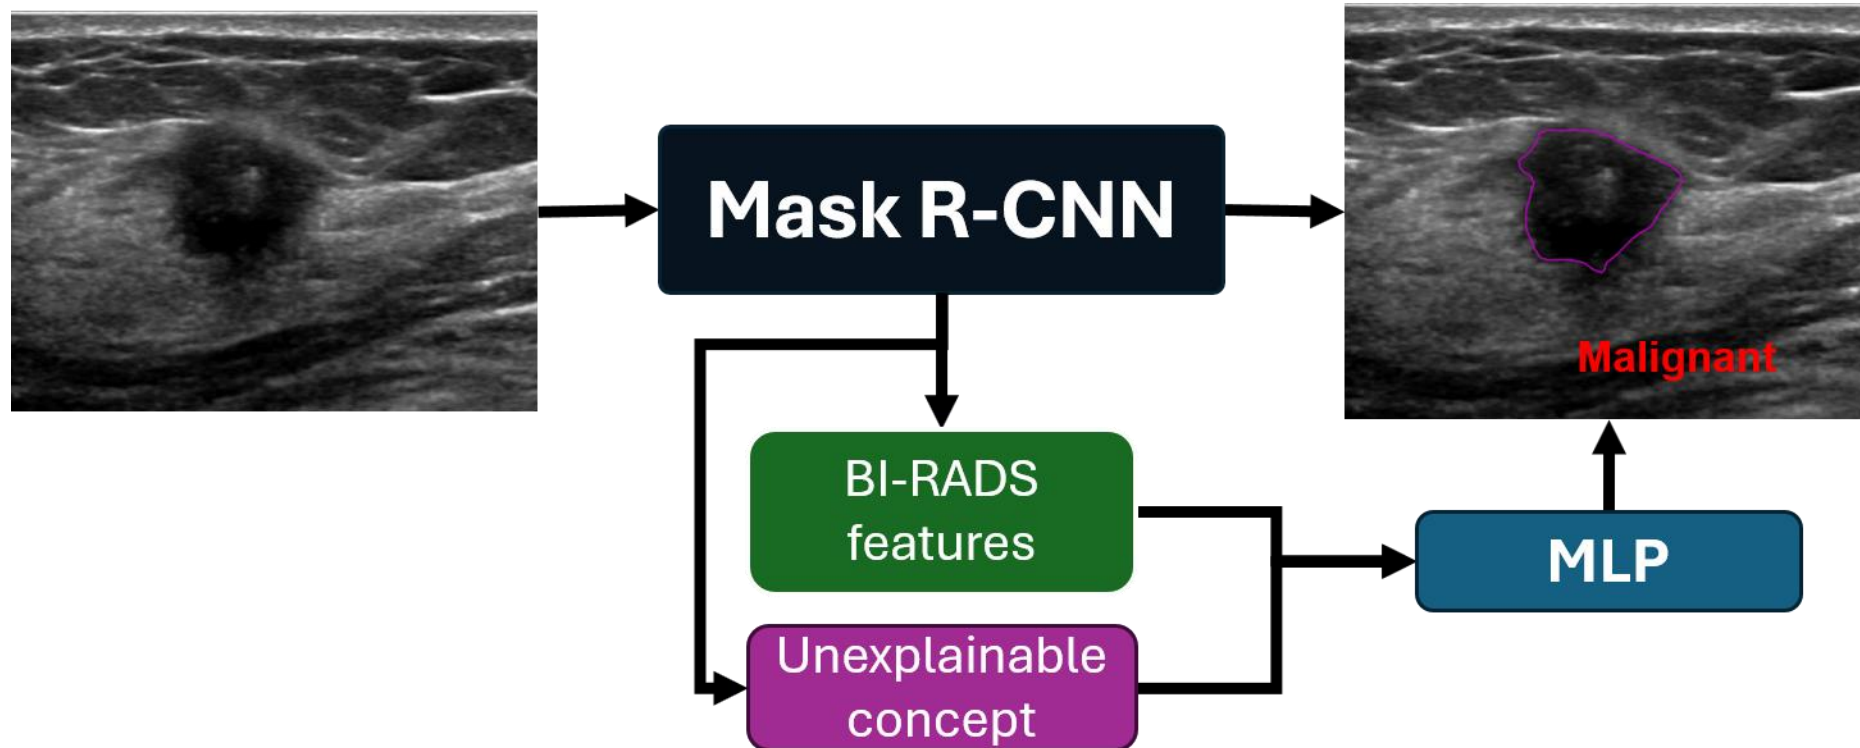 Mask R-CNN
Malignant
BI-RADS
features
MLP
Unexplainable
concept